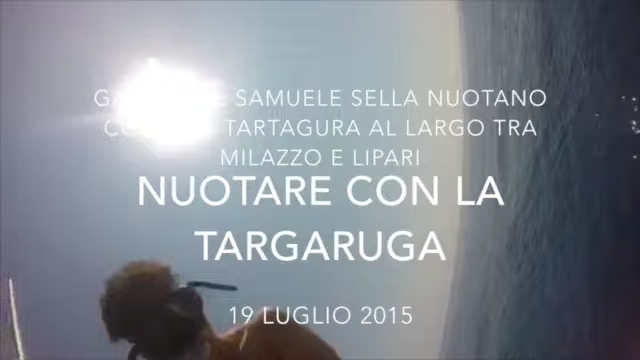 SAMUELE SELLA NUOTANO
TARTAGURA AL LARGO TRA
MILAZZO E LIPARI
NUOTARE CON LA
TARGARUGA
19 LUGLIO 2015